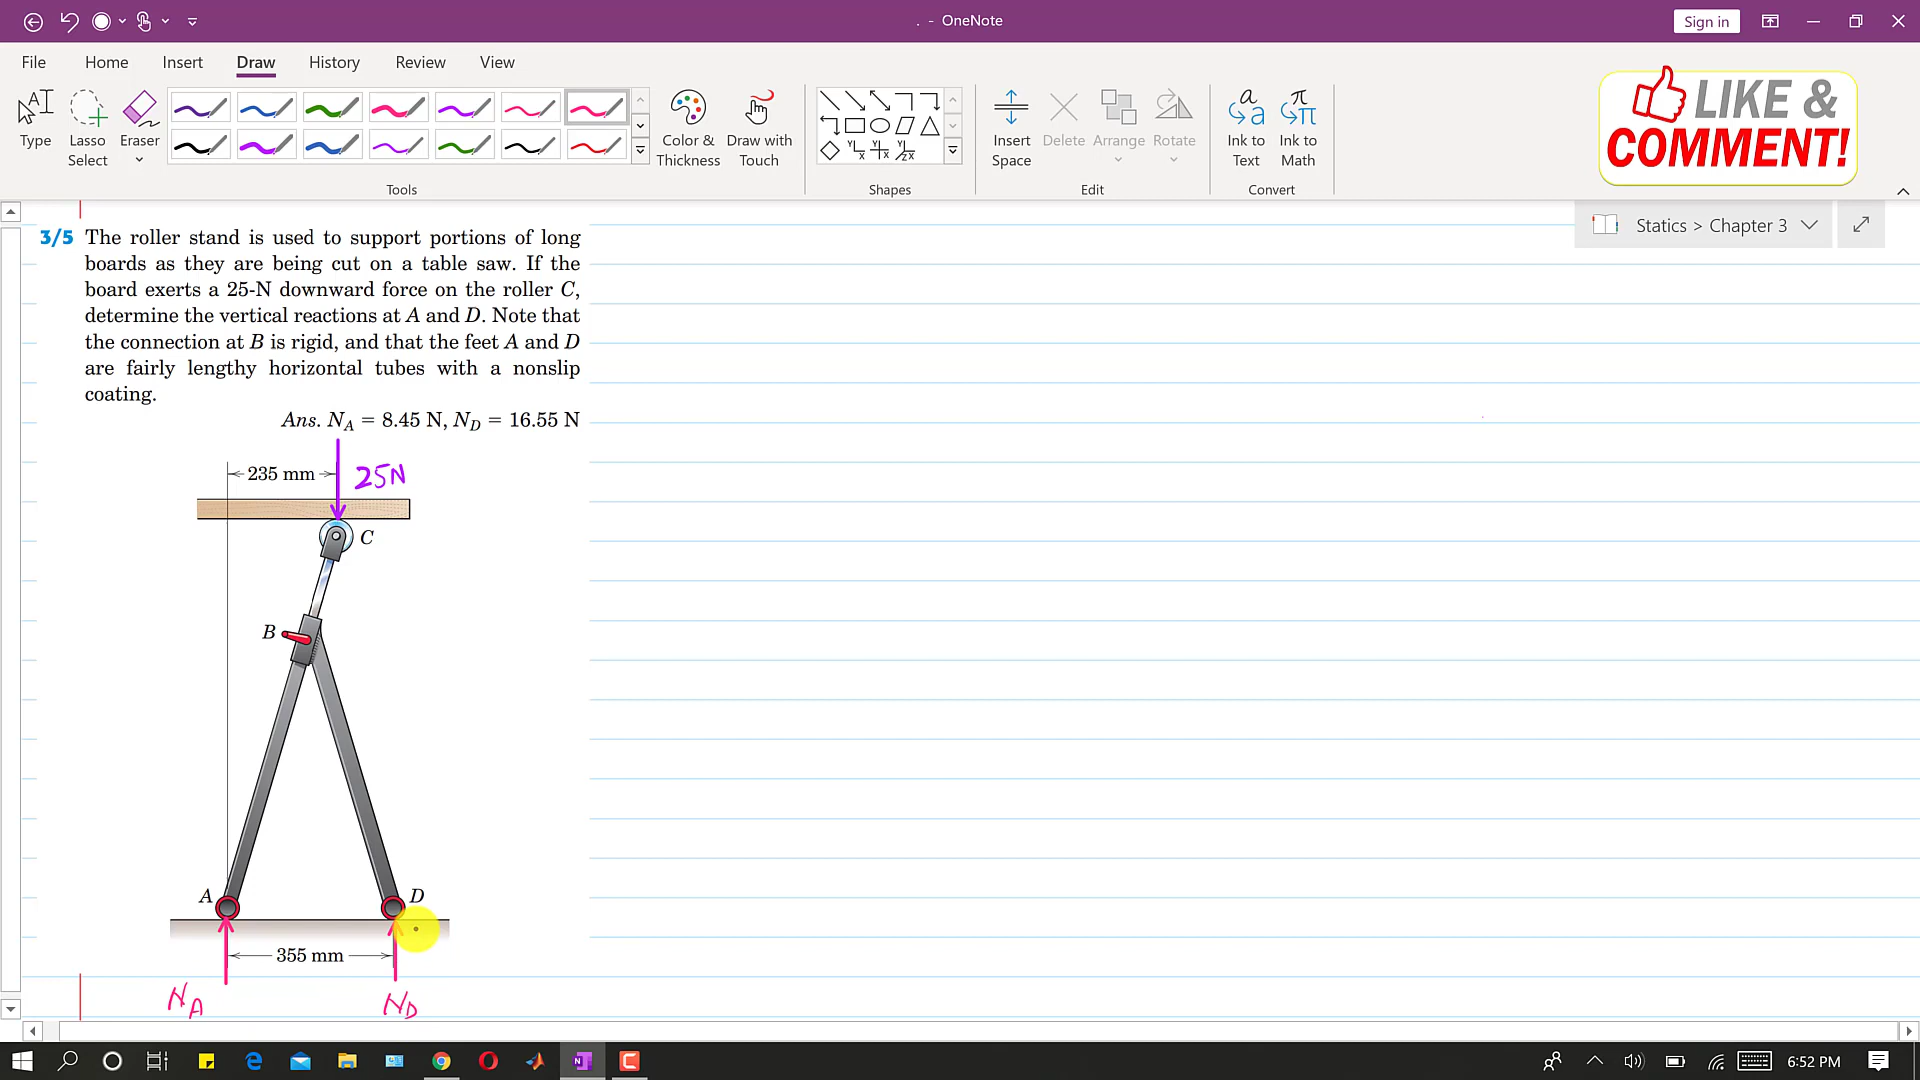 . - OneNote
Sign in
File Home Insert Draw History Review View
Type
Lasso Select
Eraser
Color & Thickness
Draw with Touch
Insert Space
Delete
Arrange
Rotate
Ink to Text
Ink to Math
Tools
Shapes
Edit
Convert
LIKE &
COMMENT!
Statics > Chapter 3
3/5 The roller stand is used to support portions of long
boards as they are being cut on a table saw. If the
board exerts a 25-N downward force on the roller C,
determine the vertical reactions at A and D. Note that
the connection at B is rigid, and that the feet A and D
are fairly lengthy horizontal tubes with a nonslip
coating.
Ans. N_A = 8.45 N, N_D = 16.55 N
235 mm
25N
C
B
A
D
355 mm
N_A
N_D
6:52 PM